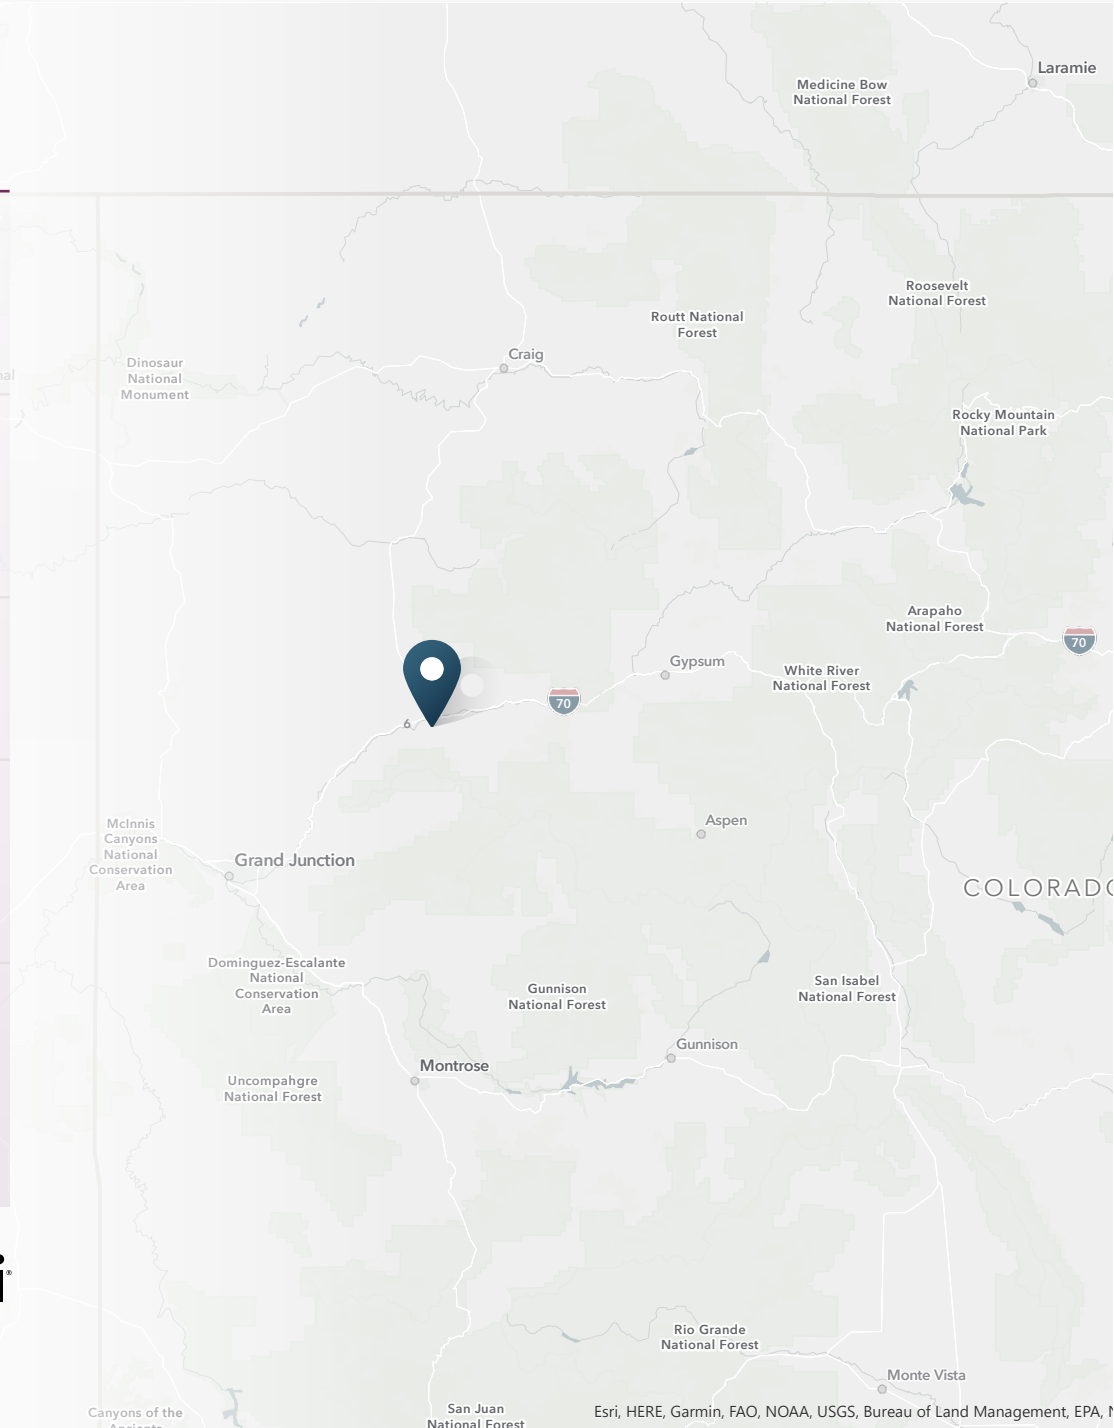 Laramie
Medicine Bow
National Forest
Roosevelt
National Forest
Routt National
Forest
Craig
Dinosaur
National
Monument
nal
Rocky Mountain
National Park
Arapaho
National Forest
70
Gypsum
White River
National Forest
70
6
Aspen
McInnis
Canyons
National
Conservation
Area
Grand Junction
COLORADO
Dominguez-Escalante
National
Conservation
Area
Gunnison
National Forest
San Isabel
National Forest
Gunnison
Montrose
Uncompahgre
National Forest
i®
Rio Grande
National Forest
Monte Vista
San Juan
National Forest
Canyons of the
Ancients
Esri, HERE, Garmin, FAO, NOAA, USGS, Bureau of Land Management, EPA,